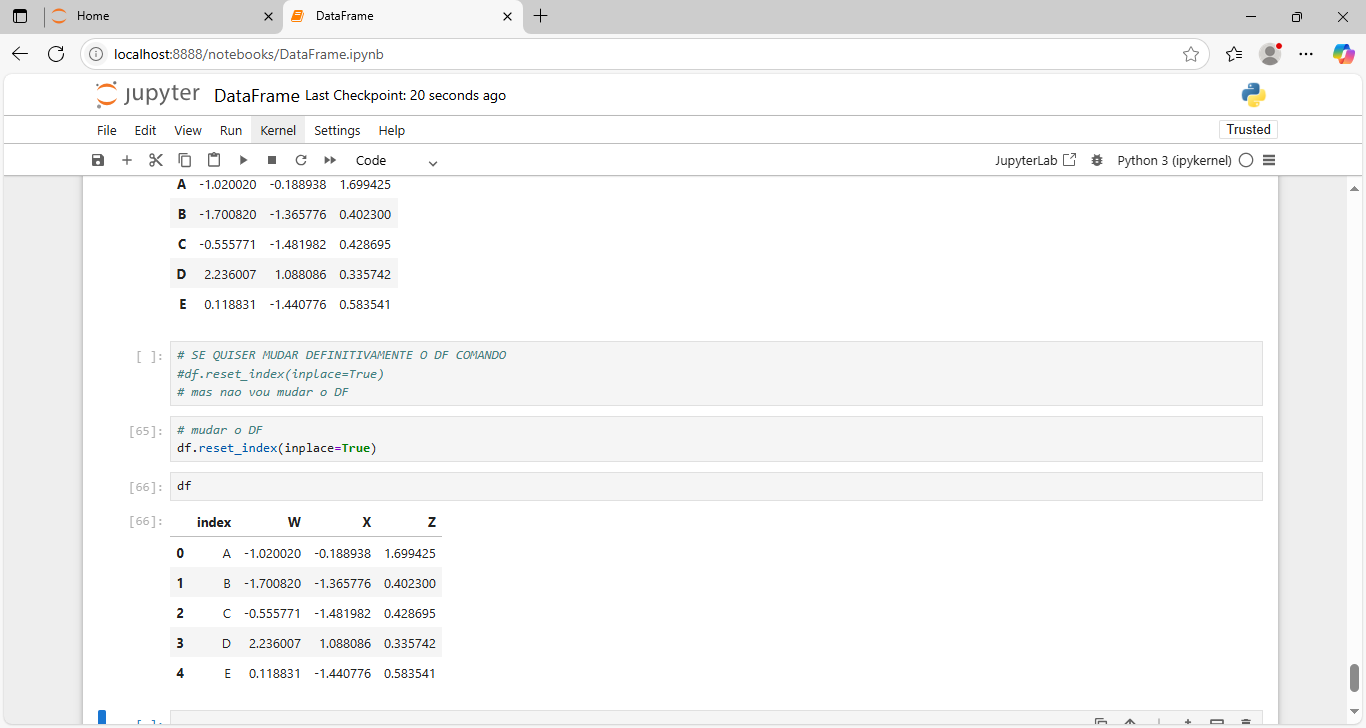 Home
DataFrame
localhost:8888/notebooks/DataFrame.ipynb
jupyter DataFrame Last Checkpoint: 20 seconds ago
File Edit View Run Kernel Settings Help
Trusted
Code
JupyterLab Python 3 (ipykernel)
A -1.020020 -0.188938 1.699425
B -1.700820 -1.365776 0.402300
C -0.555771 -1.481982 0.428695
D 2.236007 1.088086 0.335742
E 0.118831 -1.440776 0.583541
[ ]: # SE QUISER MUDAR DEFINITIVAMENTE O DF COMANDO
#df.reset_index(inplace=True)
# mas nao vou mudar o DF
[65]: # mudar o DF
df.reset_index(inplace=True)
[66]: df
[66]: index W X Z
0 A -1.020020 -0.188938 1.699425
1 B -1.700820 -1.365776 0.402300
2 C -0.555771 -1.481982 0.428695
3 D 2.236007 1.088086 0.335742
4 E 0.118831 -1.440776 0.583541
[ ]: